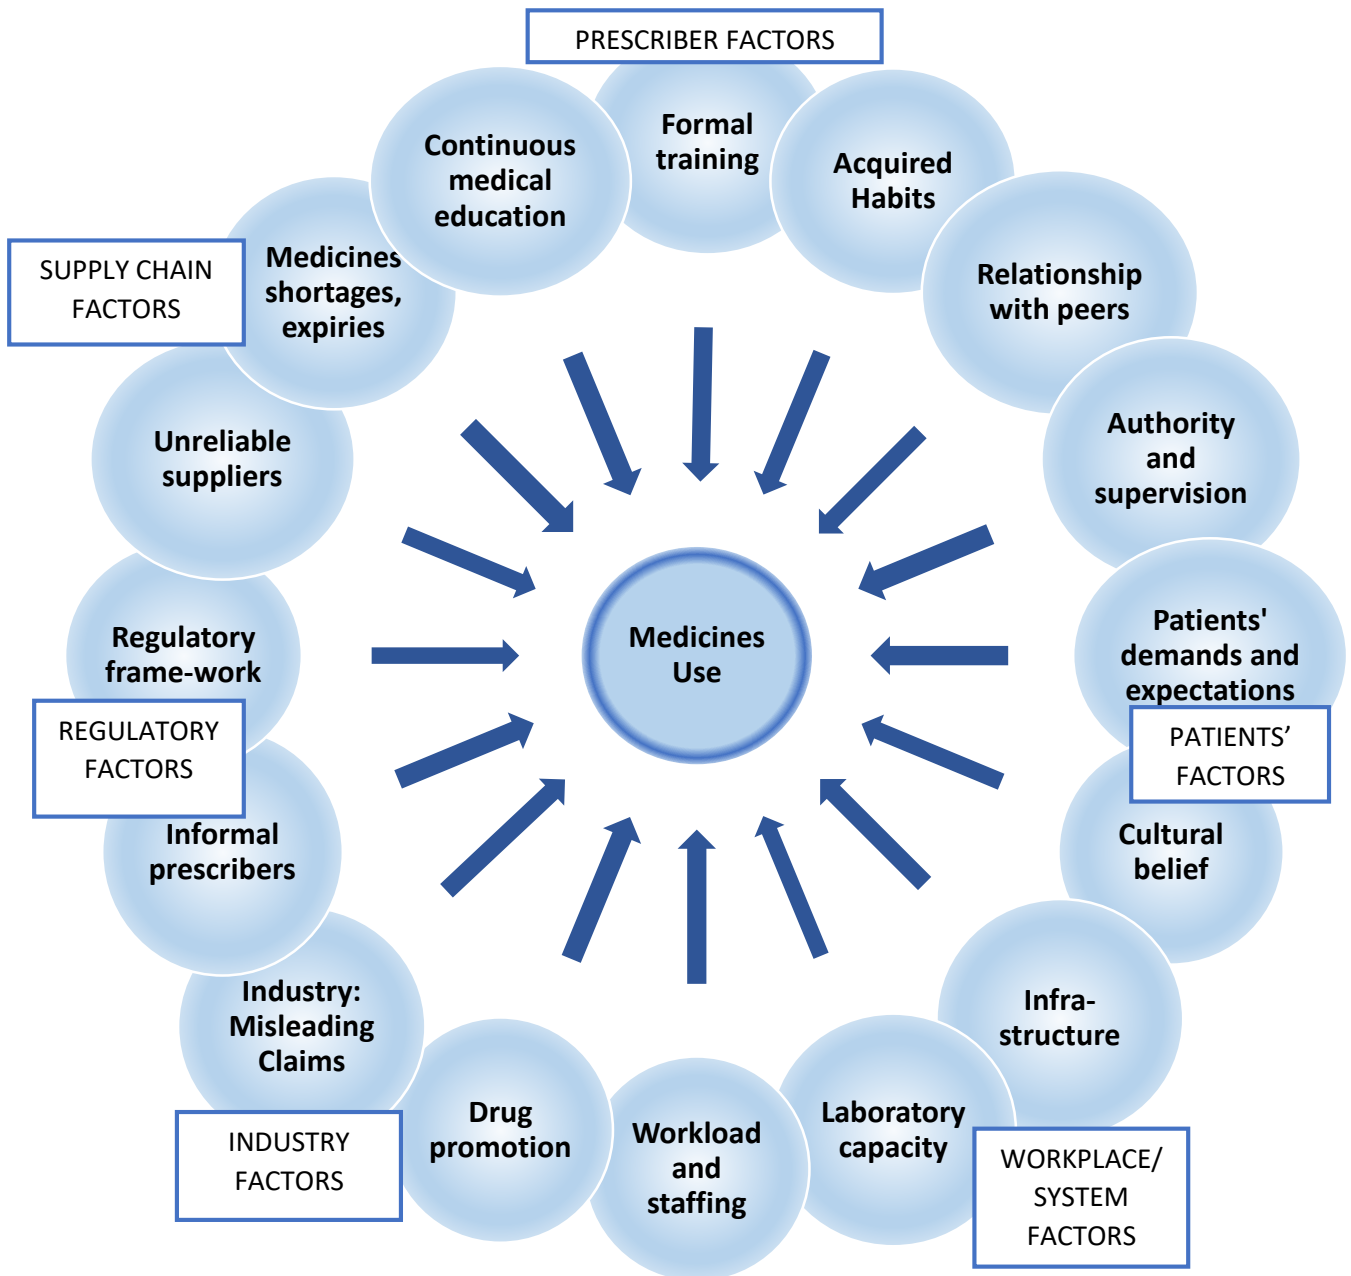 PRESCRIBER FACTORS
Formal
training
Acquired
Habits
Relationship
with peers
Authority
and
supervision
Patients'
demands and
expectations
PATIENTS’
FACTORS
Cultural
belief
Infra-
structure
WORKPLACE/
SYSTEM
FACTORS
Laboratory
capacity
Workload
and
staffing
Drug
promotion
INDUSTRY
FACTORS
Industry:
Misleading
Claims
Informal
prescribers
REGULATORY
FACTORS
Regulatory
frame-work
Unreliable
suppliers
SUPPLY CHAIN
FACTORS
Medicines
shortages,
expiries
Continuous
medical
education
Medicines
Use